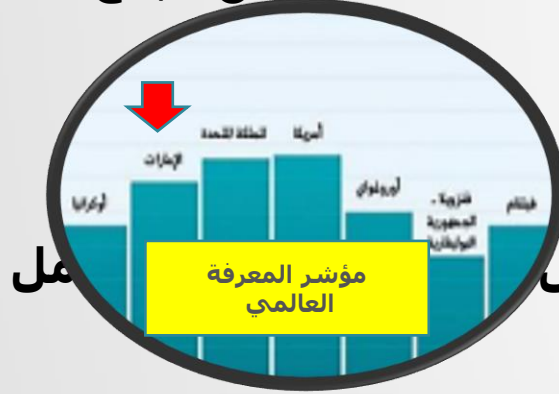 أمريكا
المملكة المتحدة
الإمارات
أوروغواي
أوكرانيا
فنزويلا -
الجمهورية
البوليفارية
فيتنام
مؤشر المعرفة
العالمي